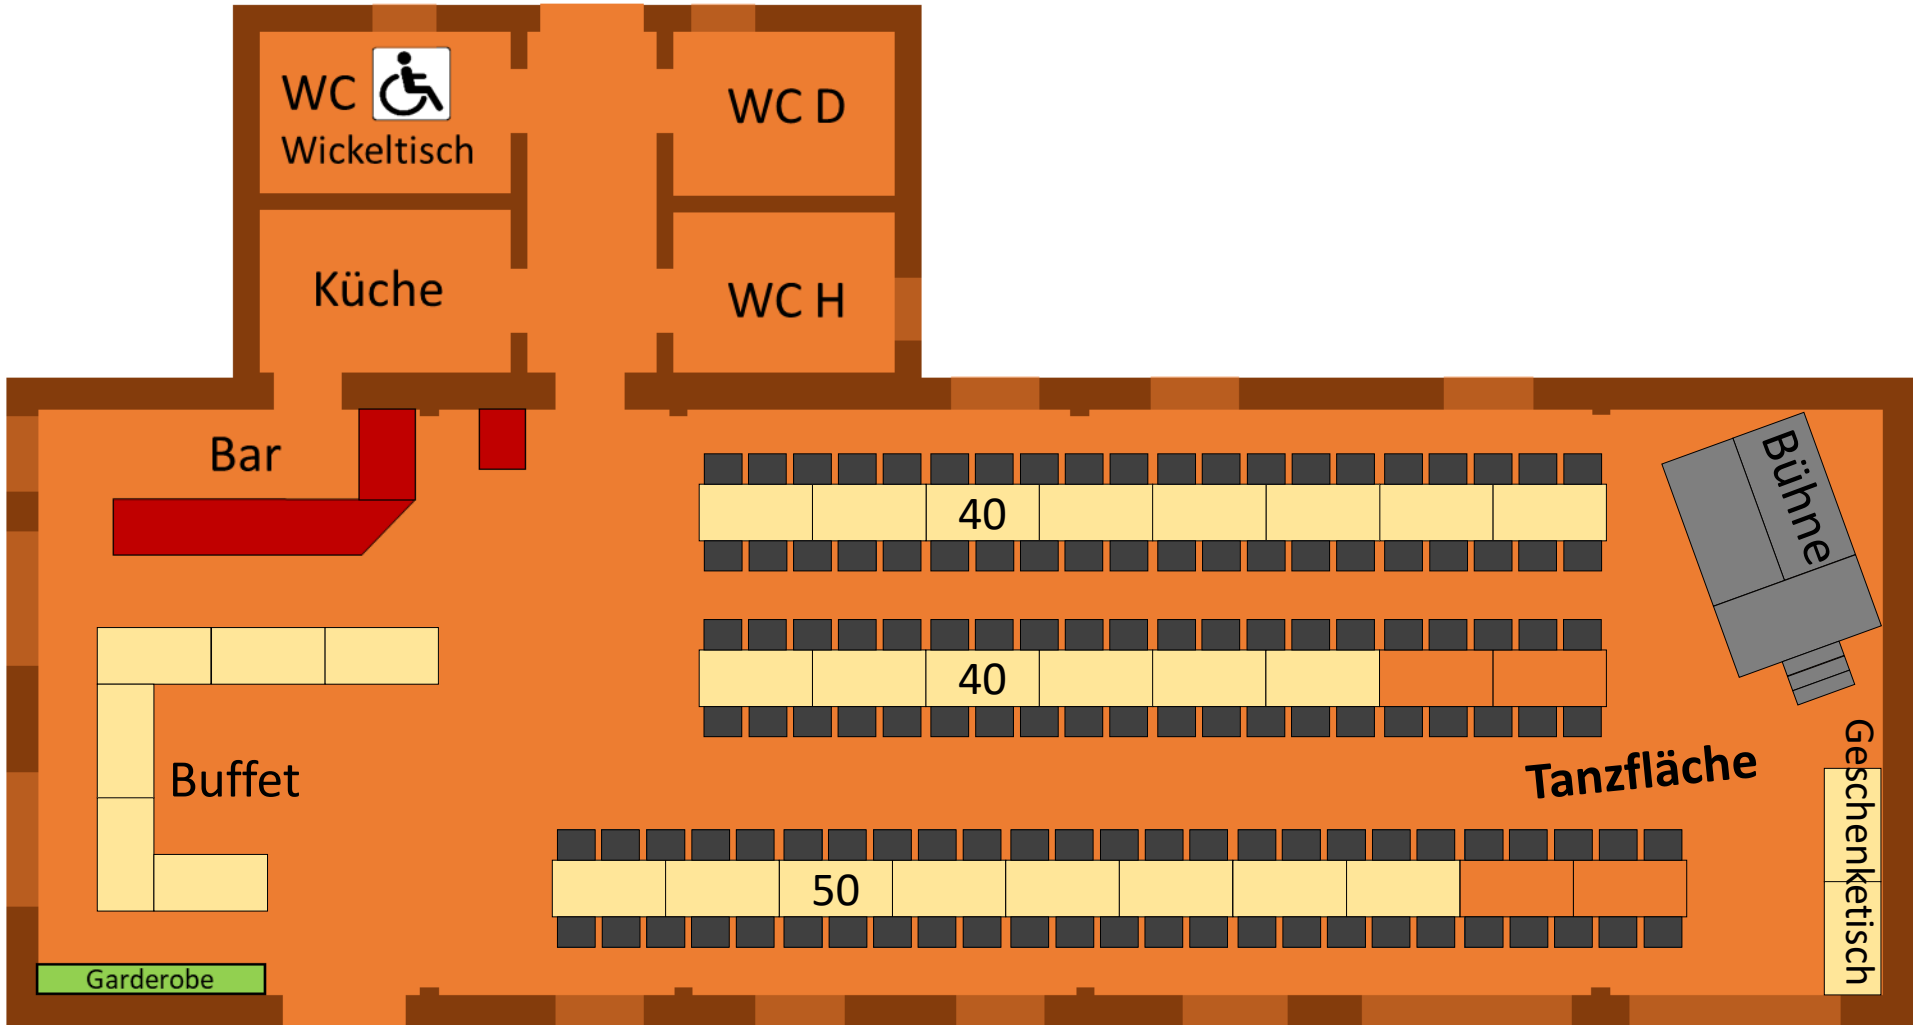 WC
Wickeltisch
WC D
Küche
WC H
Bar
40
Bühne
40
Buffet
Tanzfläche
Geschenketisch
50
Garderobe